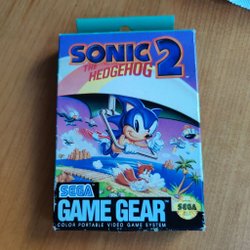 SONIC
THE
HEDGEHOG
2
SEGA
GAME GEAR
COLOR PORTABLE VIDEO GAME SYSTEM
SEGA